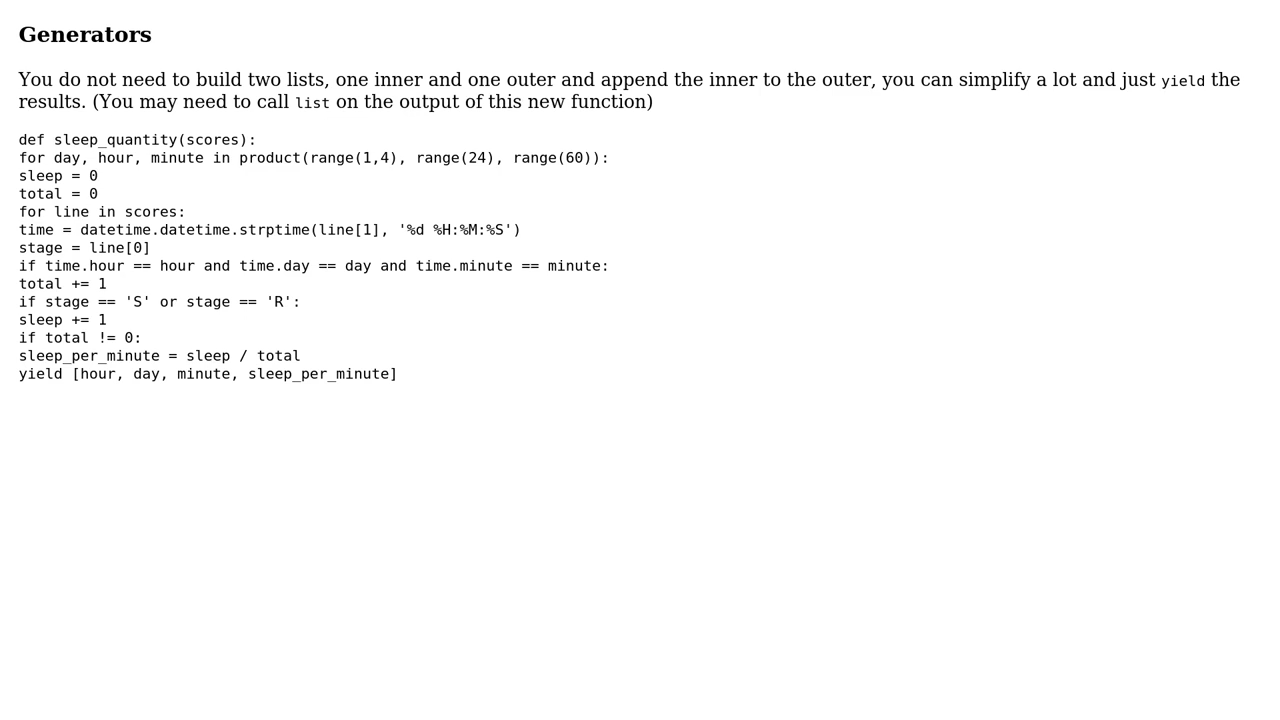 Generators
You do not need to build two lists, one inner and one outer and append the inner to the outer, you can simplify a lot and just yield the
results. (You may need to call list on the output of this new function)
def sleep_quantity(scores):
for day, hour, minute in product(range(1,4), range(24), range(60)):
sleep = 0
total = 0
for line in scores:
time = datetime.datetime.strptime(line[1], '%d %H:%M:%S')
stage = line[0]
if time.hour == hour and time.day == day and time.minute == minute:
total += 1
if stage == 'S' or stage == 'R':
sleep += 1
if total != 0:
sleep_per_minute = sleep / total
yield [hour, day, minute, sleep_per_minute]